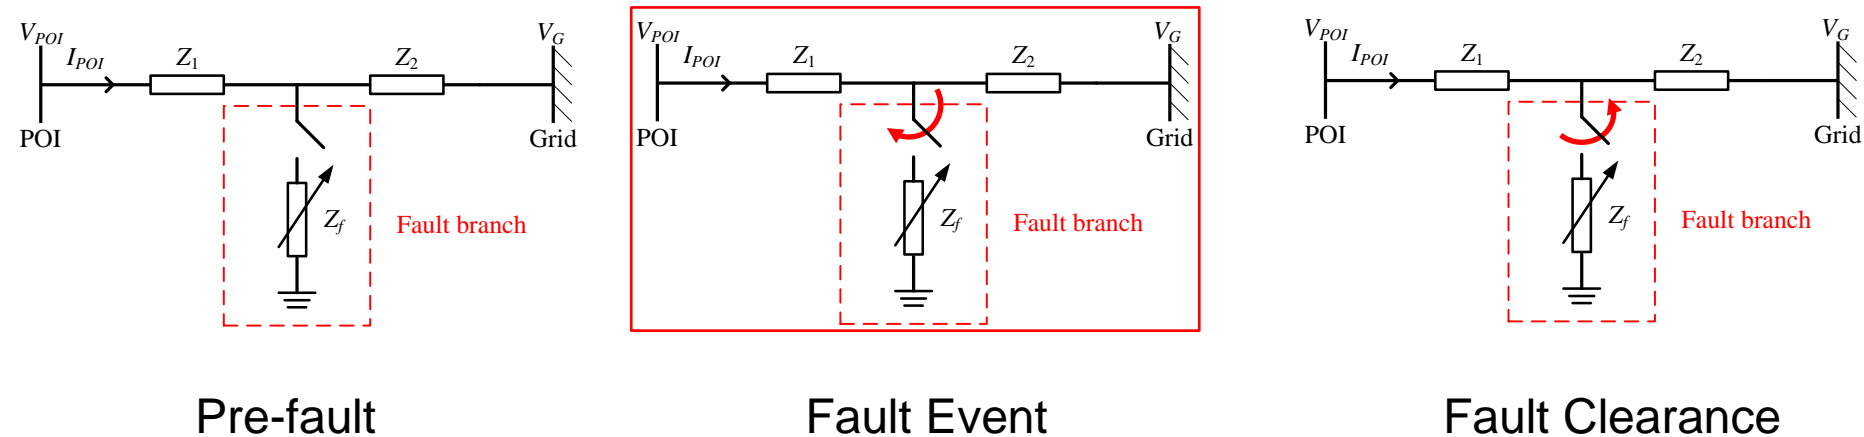 V_POI
I_POI
Z_1
Z_2
V_G
POI
Grid
Z_f
Fault branch
Pre-fault
V_POI
I_POI
Z_1
Z_2
V_G
POI
Grid
Z_f
Fault branch
Fault Event
V_POI
I_POI
Z_1
Z_2
V_G
POI
Grid
Z_f
Fault branch
Fault Clearance